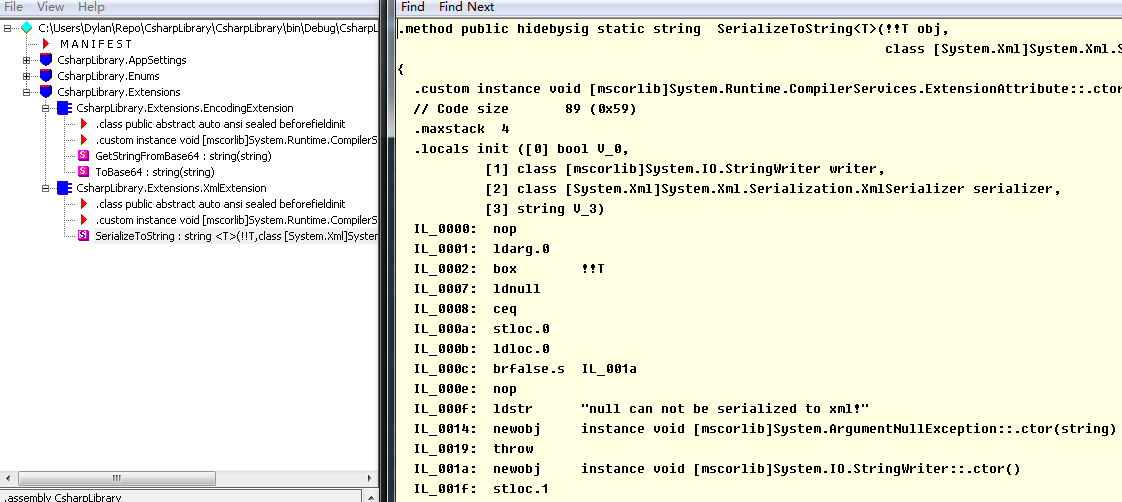 File View Help
C:\Users\Dylan\Repo\CsharpLibrary\CsharpLibrary\bin\Debug\CsharpL
M A N I F E S T
CsharpLibrary.AppSettings
CsharpLibrary.Enums
CsharpLibrary.Extensions
CsharpLibrary.Extensions.EncodingExtension
.class public abstract auto ansi sealed beforefieldinit
.custom instance void [mscorlib]System.Runtime.CompilerS
GetStringFromBase64 : string(string)
ToBase64 : string(string)
CsharpLibrary.Extensions.XmlExtension
.class public abstract auto ansi sealed beforefieldinit
.custom instance void [mscorlib]System.Runtime.CompilerS
SerializeToString : string <T>(!!T,class [System.Xml]System
.assembly CsharpLibrary
Find Find Next
.method public hidebysig static string  SerializeToString<T>(!!T obj,
class [System.Xml]System.Xml.S
{
.custom instance void [mscorlib]System.Runtime.CompilerServices.ExtensionAttribute::.ctor
// Code size       89 (0x59)
.maxstack  4
.locals init ([0] bool V_0,
[1] class [mscorlib]System.IO.StringWriter writer,
[2] class [System.Xml]System.Xml.Serialization.XmlSerializer serializer,
[3] string V_3)
IL_0000:  nop
IL_0001:  ldarg.0
IL_0002:  box        !!T
IL_0007:  ldnull
IL_0008:  ceq
IL_000a:  stloc.0
IL_000b:  ldloc.0
IL_000c:  brfalse.s  IL_001a
IL_000e:  nop
IL_000f:  ldstr      "null can not be serialized to xml!"
IL_0014:  newobj     instance void [mscorlib]System.ArgumentNullException::.ctor(string)
IL_0019:  throw
IL_001a:  newobj     instance void [mscorlib]System.IO.StringWriter::.ctor()
IL_001f:  stloc.1